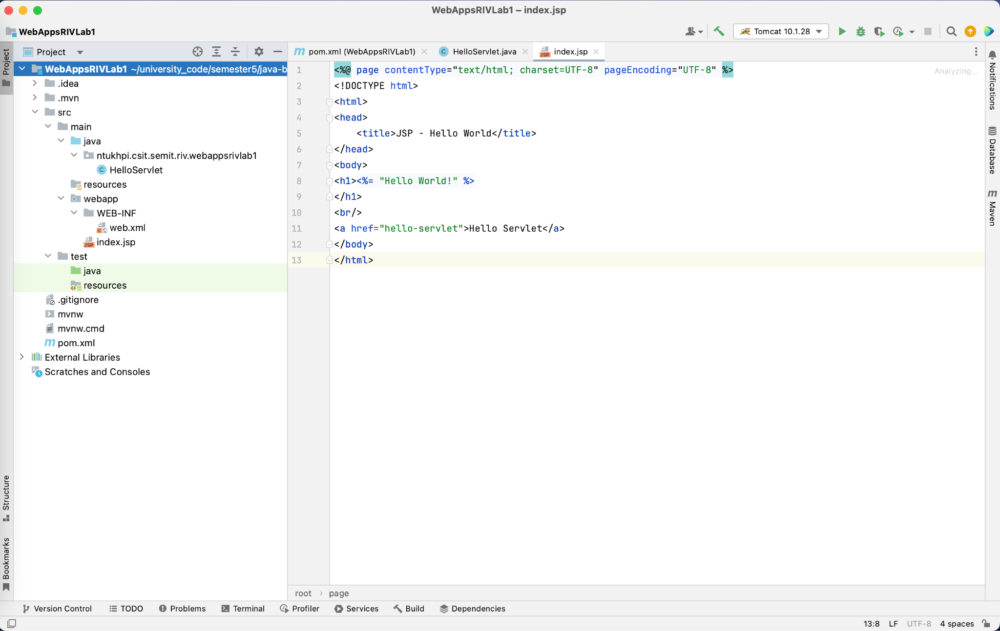 WebAppsRIVLab1 – index.jsp
WebAppsRIVLab1
Tomcat 10.1.28
Project
Project
pom.xml (WebAppsRIVLab1)
HelloServlet.java
index.jsp
WebAppsRIVLab1 ~/university_code/semester5/java-b
.idea
.mvn
src
main
java
ntukhpi.csit.semit.riv.webappsrivlab1
HelloServlet
resources
webapp
WEB-INF
web.xml
JSP index.jsp
test
java
resources
.gitignore
mvnw
mvnw.cmd
m pom.xml
External Libraries
Scratches and Consoles
1 <%@ page contentType="text/html; charset=UTF-8" pageEncoding="UTF-8" %>
2 <!DOCTYPE html>
3 <html>
4 <head>
5 <title>JSP - Hello World</title>
6 </head>
7 <body>
8 <h1><%= "Hello World!" %>
9 </h1>
10 <br/>
11 <a href="hello-servlet">Hello Servlet</a>
12 </body>
13 </html>
Analyzing...
Notifications
Database
Maven
Structure
Bookmarks
root > page
Version Control
TODO
Problems
Terminal
Profiler
Services
Build
Dependencies
13:8 LF UTF-8 4 spaces